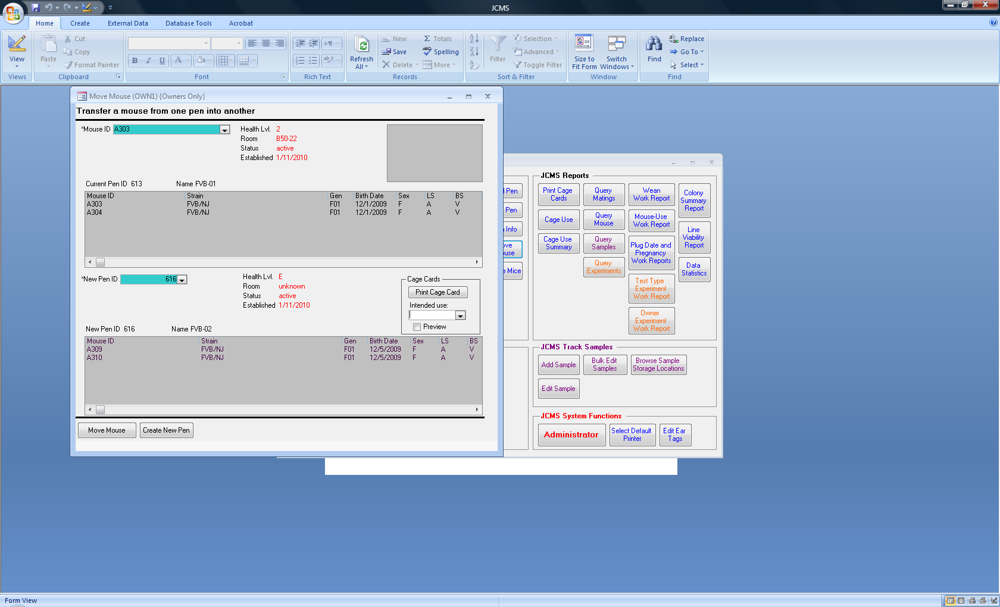 JCMS
Home Create External Data Database Tools Acrobat
View
Views
Paste
Cut
Copy
Format Painter
Clipboard
B I U A
Font
Rich Text
Refresh All
New
Save
Delete
Totals
Spelling
More
Records
Filter
Selection
Advanced
Toggle Filter
Sort & Filter
Size to Fit Form
Switch Windows
Window
Find
Replace
Go To
Select
Find
Move Mouse (OWN1) {Owners Only}
Transfer a mouse from one pen into another
*Mouse ID A303
Health Lvl. 2
Room B50-22
Status active
Established 1/11/2010
Current Pen ID 613 Name FVB-01
Mouse ID Strain Gen Birth Date Sex LS BS
A303 FVB/NJ F01 12/1/2009 F A V
A304 FVB/NJ F01 12/1/2009 F A V
*New Pen ID 616
Health Lvl. E
Room unknown
Status active
Established 1/11/2010
Cage Cards
Print Cage Card
Intended use:
Preview
New Pen ID 616 Name FVB-02
Mouse ID Strain Gen Birth Date Sex LS BS
A309 FVB/NJ F01 12/5/2009 F A V
A310 FVB/NJ F01 12/5/2009 F A V
Move Mouse Create New Pen
Pen
Pen
Info
Mice
JCMS Reports
Print Cage
Cards
Query
Matings
Wean
Work Report
Colony
Summary
Report
Cage Use
Query
Mouse
Mouse-Use
Work Report
Line
Viability
Report
Cage Use
Summary
Query
Samples
Plug Date and
Pregnancy
Work Reports
Data
Statistics
Query
Experiments
Test Type
Experiment
Work Report
Owner
Experiment
Work Report
JCMS Track Samples
Add Sample
Bulk Edit
Samples
Browse Sample
Storage Locations
Edit Sample
JCMS System Functions
Administrator
Select Default
Printer
Edit Ear
Tags
Form View